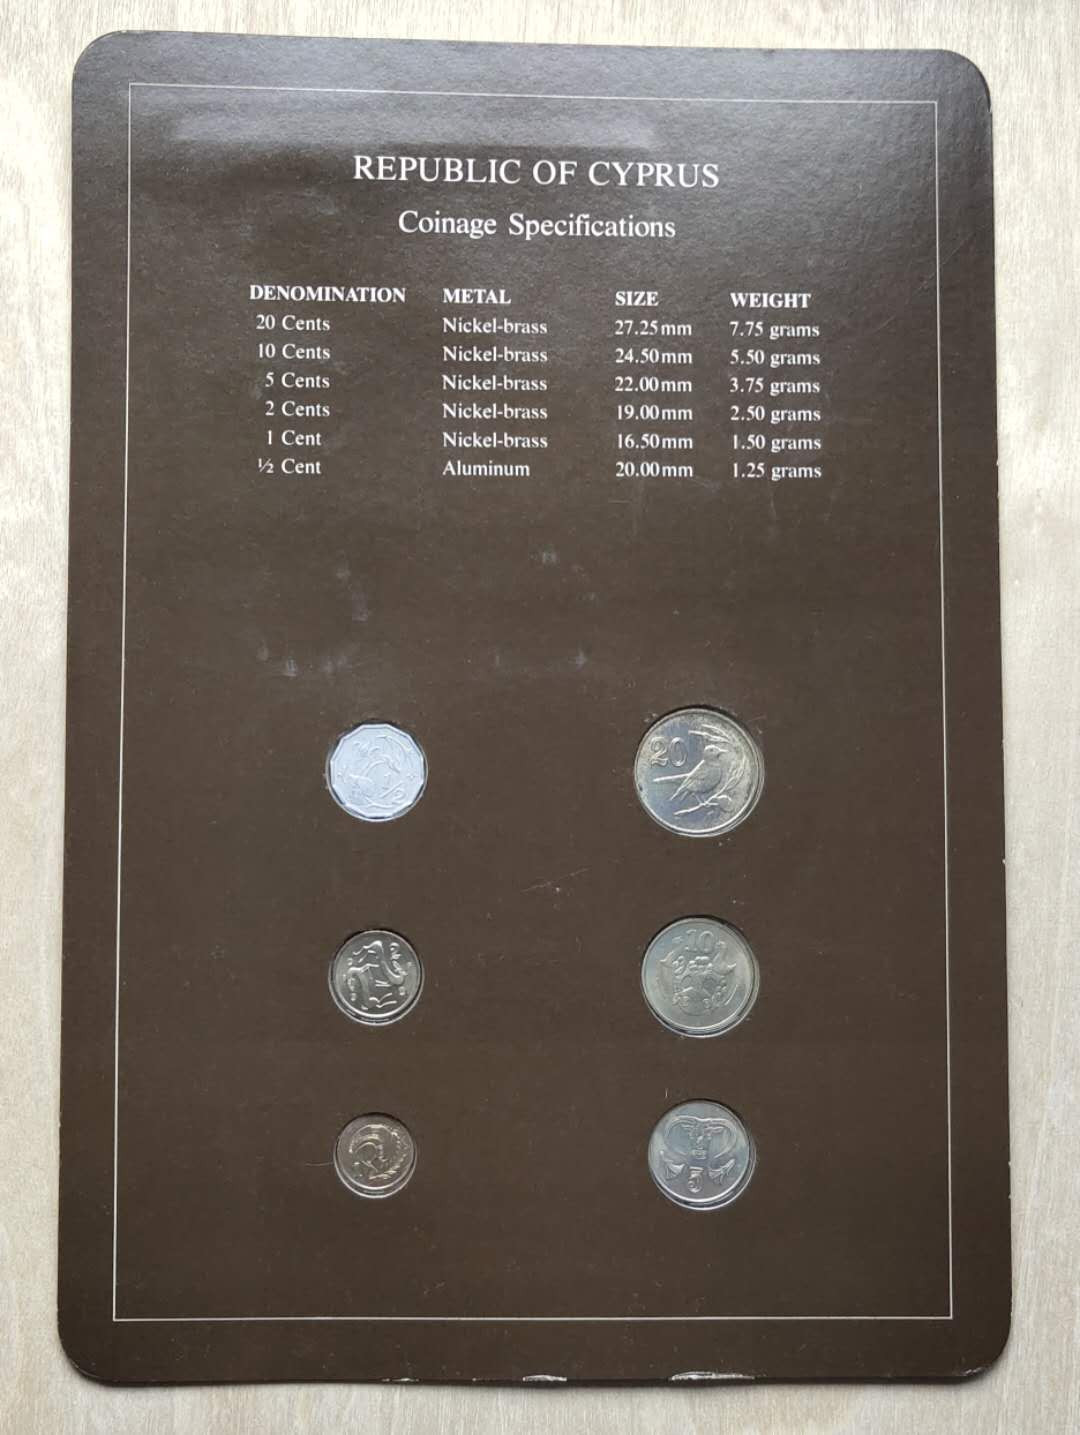 REPUBLIC OF CYPRUS
Coinage Specifications
DENOMINATION METAL SIZE WEIGHT
20 Cents Nickel-brass 27.25mm 7.75 grams
10 Cents Nickel-brass 24.50mm 5.50 grams
5 Cents Nickel-brass 22.00mm 3.75 grams
2 Cents Nickel-brass 19.00mm 2.50 grams
1 Cent Nickel-brass 16.50mm 1.50 grams
½ Cent Aluminum 20.00mm 1.25 grams
20
10
5